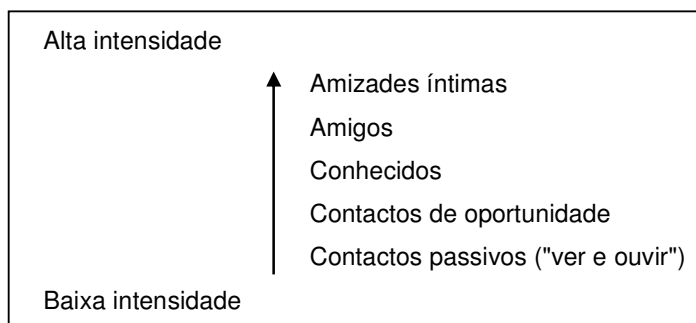 Alta intensidade
Amizades íntimas
Amigos
Conhecidos
Contactos de oportunidade
Contactos passivos ("ver e ouvir")
Baixa intensidade